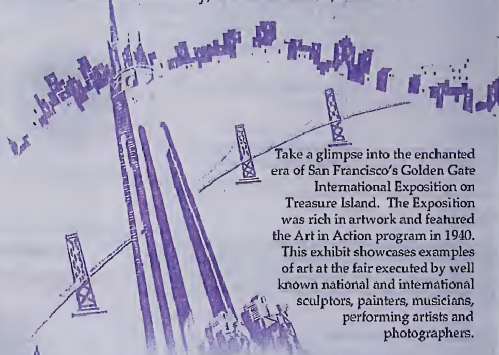 Take a glimpse into the enchanted
era of San Francisco's Golden Gate
International Exposition on
Treasure Island. The Exposition
was rich in artwork and featured
the Art in Action program in 1940.
This exhibit showcases examples
of art at the fair executed by well
known national and international
sculptors, painters, musicians,
performing artists and
photographers.